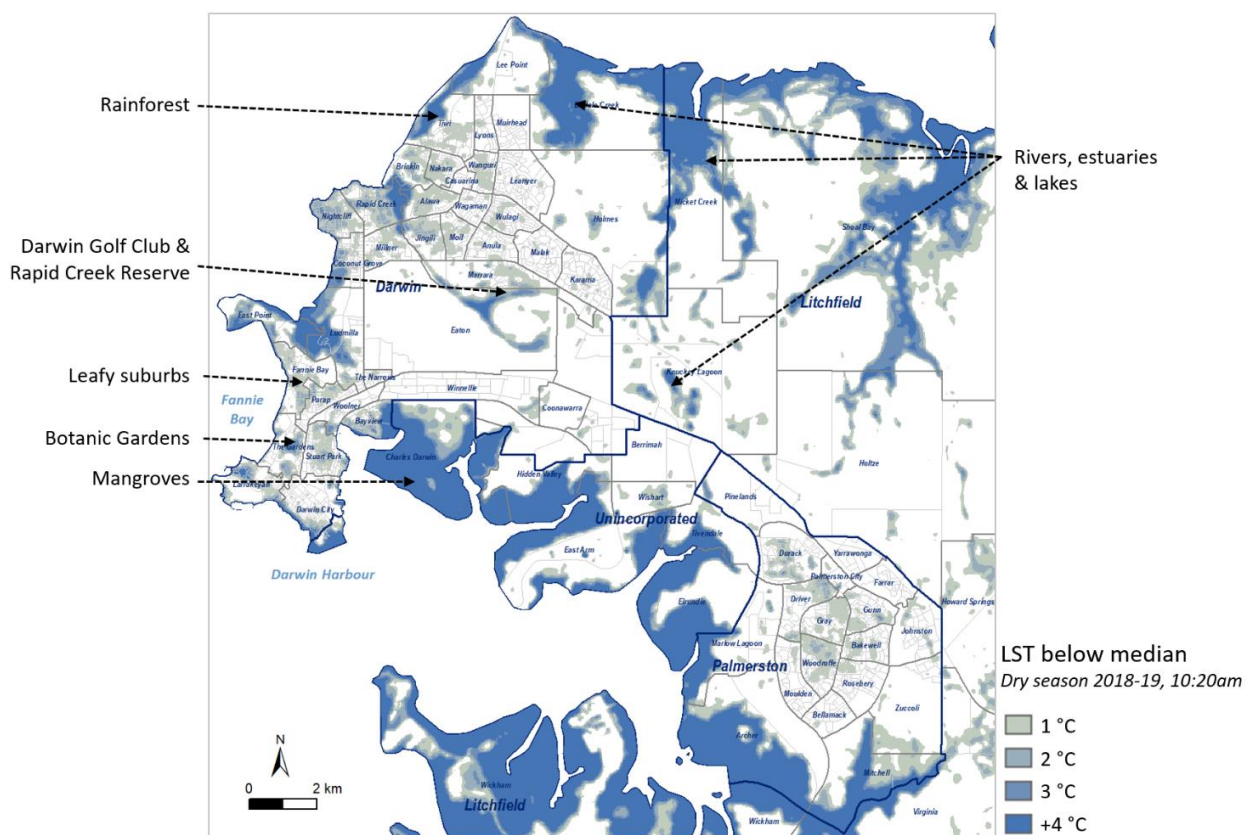 Rainforest
Darwin Golf Club &
Rapid Creek Reserve
Leafy suburbs
Botanic Gardens
Mangroves
Rivers, estuaries
& lakes
Lee Point
Tiwi
Lyons
Muirhead
Creek
Brinkin
Nakara
Wanguri
Casuarina
Leanyer
Nightcliff
Rapid Creek
Alawa
Wagaman
Wulagi
Holmes
Micket Creek
Shoal Bay
Millner
Jingili
Moil
Anula
Malak
Karama
Coconut Grove
Darwin
Marrara
Litchfield
East Point
Ludmilla
Eaton
Fannie Bay
The Narrows
Winnellie
Knuckey Lagoon
Fannie
Bay
Parap
Woolner
Bayview
Coonawarra
The Gardens
Stuart Park
Charles Darwin
Hidden Valley
Berrimah
Holtze
Larrakeyah
Darwin City
Wishart
Pinelands
Unincorporated
Tivendale
East Arm
Darwin Harbour
Durack
Yarrawonga
Palmerston City
Farrar
Elrundie
Driver
Gunn
Howard Springs
Gray
Johnston
Marlow Lagoon
Bakewell
Palmerston
Woodroffe
Rosebery
Moulden
Bellamack
Zuccoli
Archer
Mitchell
Wickham
Litchfield
Wickham
Virginia
N
0 2 km
LST below median
Dry season 2018-19, 10:20am
1 °C
2 °C
3 °C
+4 °C